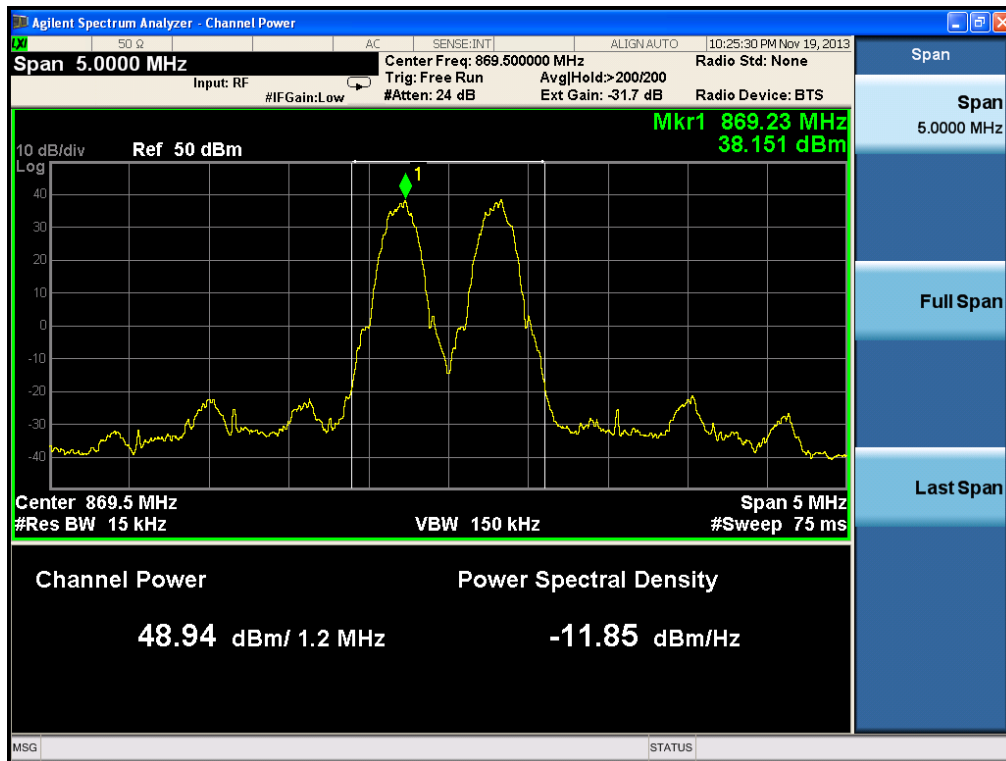 Agilent Spectrum Analyzer - Channel Power
LXI 50 Ω AC SENSE:INT ALIGN AUTO 10:25:30 PM Nov 19, 2013
Span 5.0000 MHz
Input: RF
#IFGain:Low
Center Freq: 869.500000 MHz
Trig: Free Run Avg|Hold:>200/200
#Atten: 24 dB Ext Gain: -31.7 dB
Radio Std: None
Radio Device: BTS
Mkr1 869.23 MHz
38.151 dBm
10 dB/div Ref 50 dBm
Log
1
40
30
20
10
0
-10
-20
-30
-40
Center 869.5 MHz Span 5 MHz
#Res BW 15 kHz VBW 150 kHz #Sweep 75 ms
Channel Power Power Spectral Density
48.94 dBm/ 1.2 MHz -11.85 dBm/Hz
MSG STATUS
Span
Span
5.0000 MHz
Full Span
Last Span